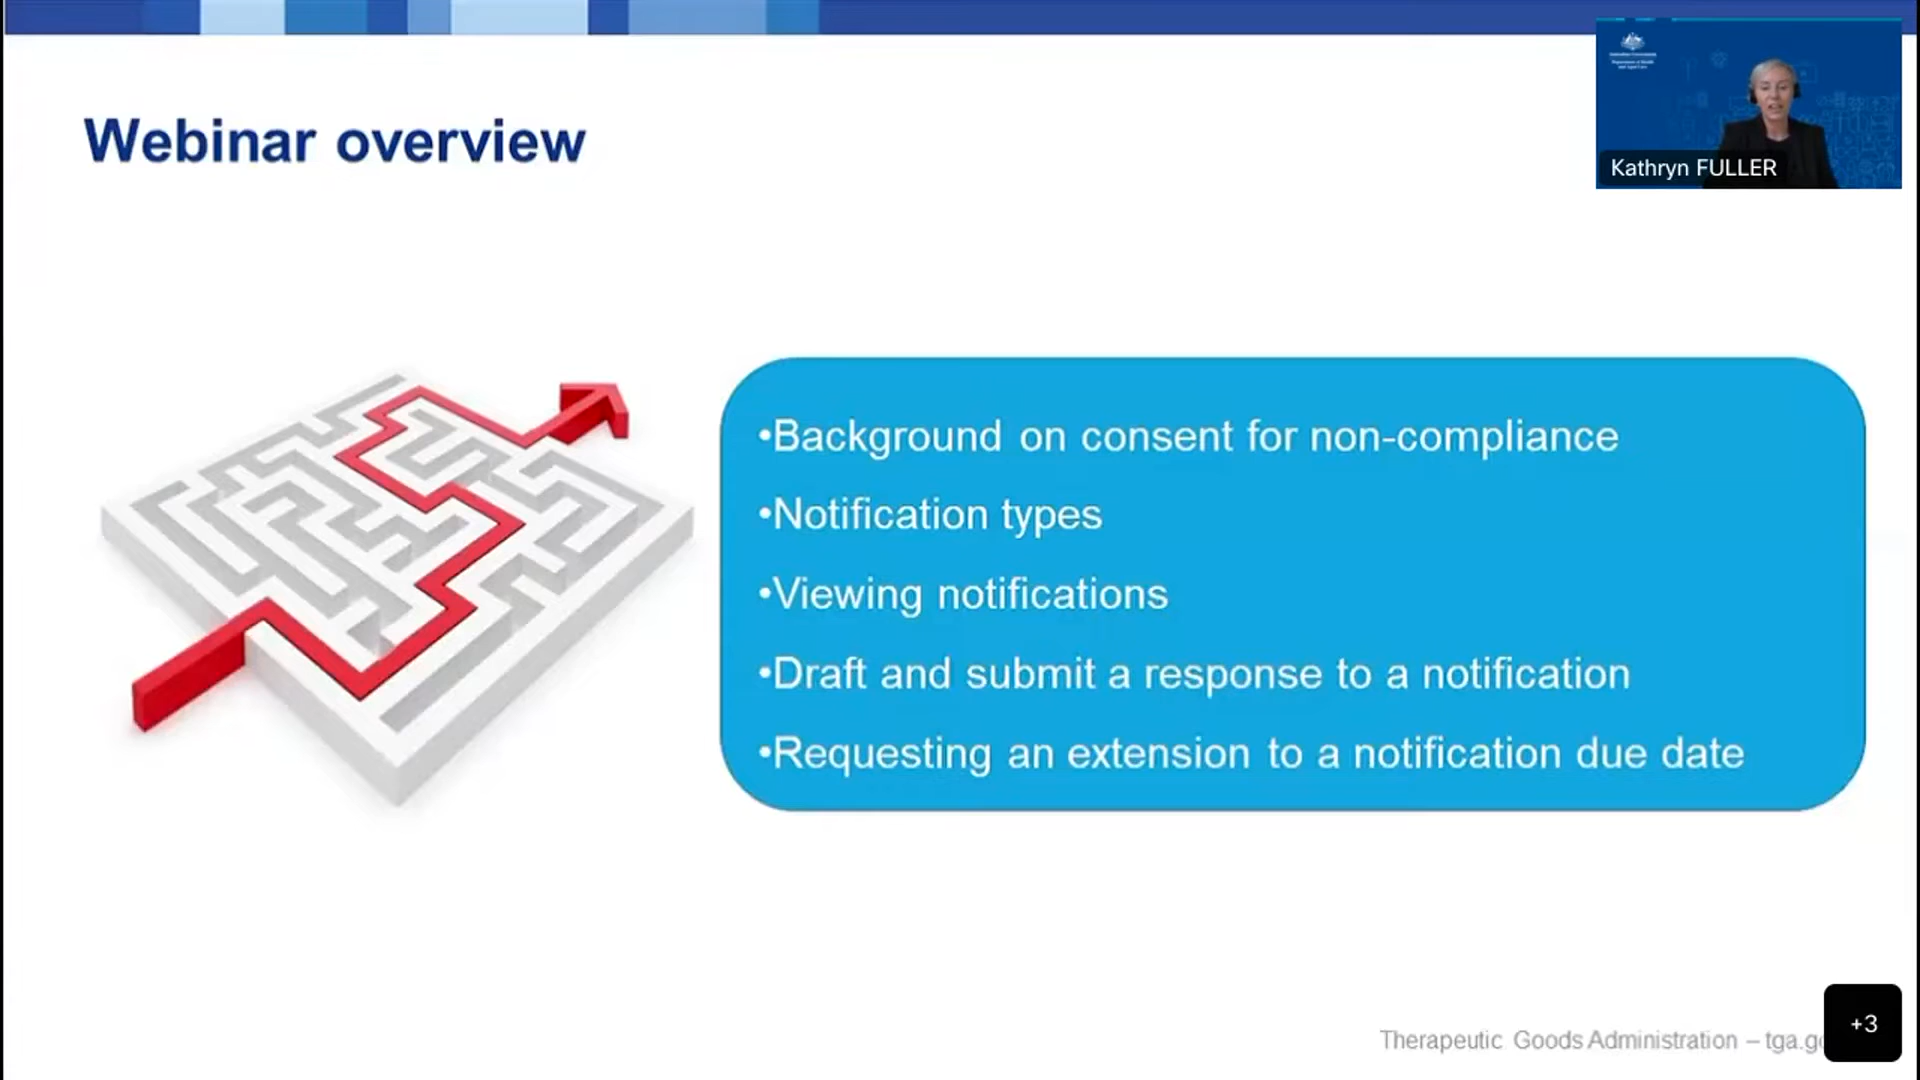 Webinar overview
Kathryn FULLER
•Background on consent for non-compliance
•Notification types
•Viewing notifications
•Draft and submit a response to a notification
•Requesting an extension to a notification due date
Therapeutic Goods Administration – tga.g
+3